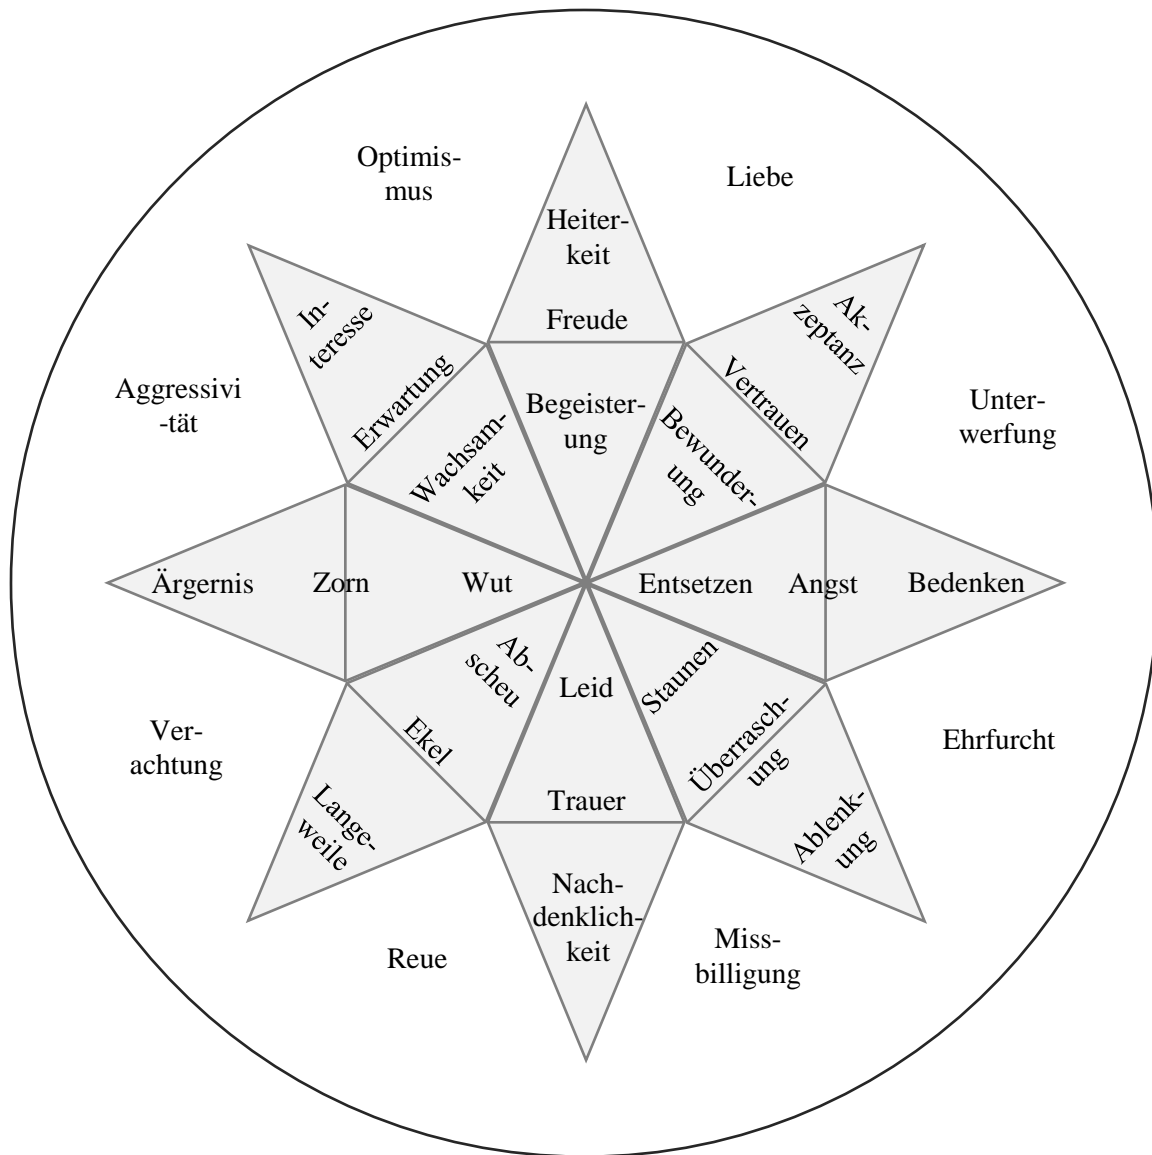 Optimis-
mus
Liebe
Heiter-
keit
Freude
In-
teresse
Ak-
zeptanz
Erwartung
Vertrauen
Aggressivi
-tät
Unter-
werfung
Begeister-
ung
Wachsam-
keit
Bewunder-
ung
Ärgernis
Zorn
Wut
Entsetzen
Angst
Bedenken
Ab-
scheu
Leid
Staunen
Ekel
Überrasch-
ung
Ver-
achtung
Ehrfurcht
Trauer
Lange-
weile
Ablenk-
ung
Nach-
denklich-
keit
Reue
Miss-
billigung